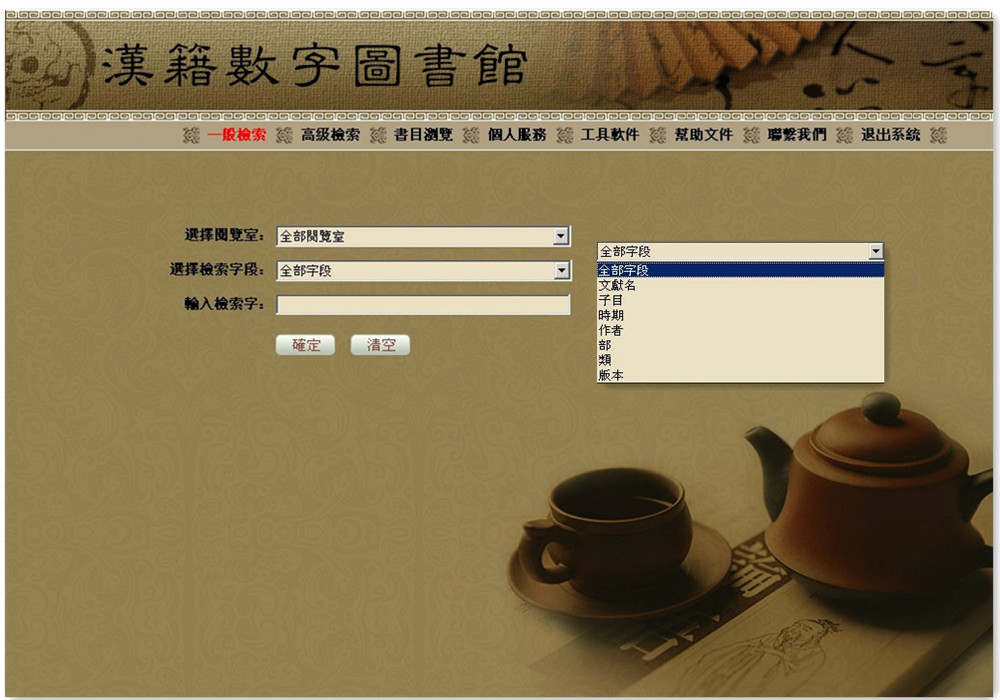 漢籍數字圖書館
一般檢索 高級檢索 書目瀏覽 個人服務 工具軟件 幫助文件 聯繫我們 退出系統
選擇閱覽室： 全部閱覽室
選擇檢索字段： 全部字段
輸入檢索字：
確定 清空
全部字段
全部字段
文獻名
子目
時期
作者
部
類
版本